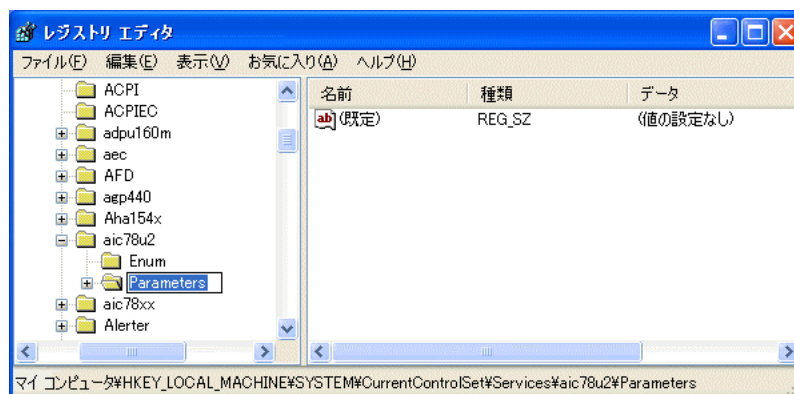 レジストリ エディタ
ファイル(F) 編集(E) 表示(V) お気に入り(A) ヘルプ(H)
ACPI
ACPIEC
adpu160m
aec
AFD
agp440
Aha154x
aic78u2
Enum
Parameters
aic78xx
Alerter
名前 種類 データ
ab (既定) REG_SZ (値の設定なし)
マイ コンピュータ¥HKEY_LOCAL_MACHINE¥SYSTEM¥CurrentControlSet¥Services¥aic78u2¥Parameters